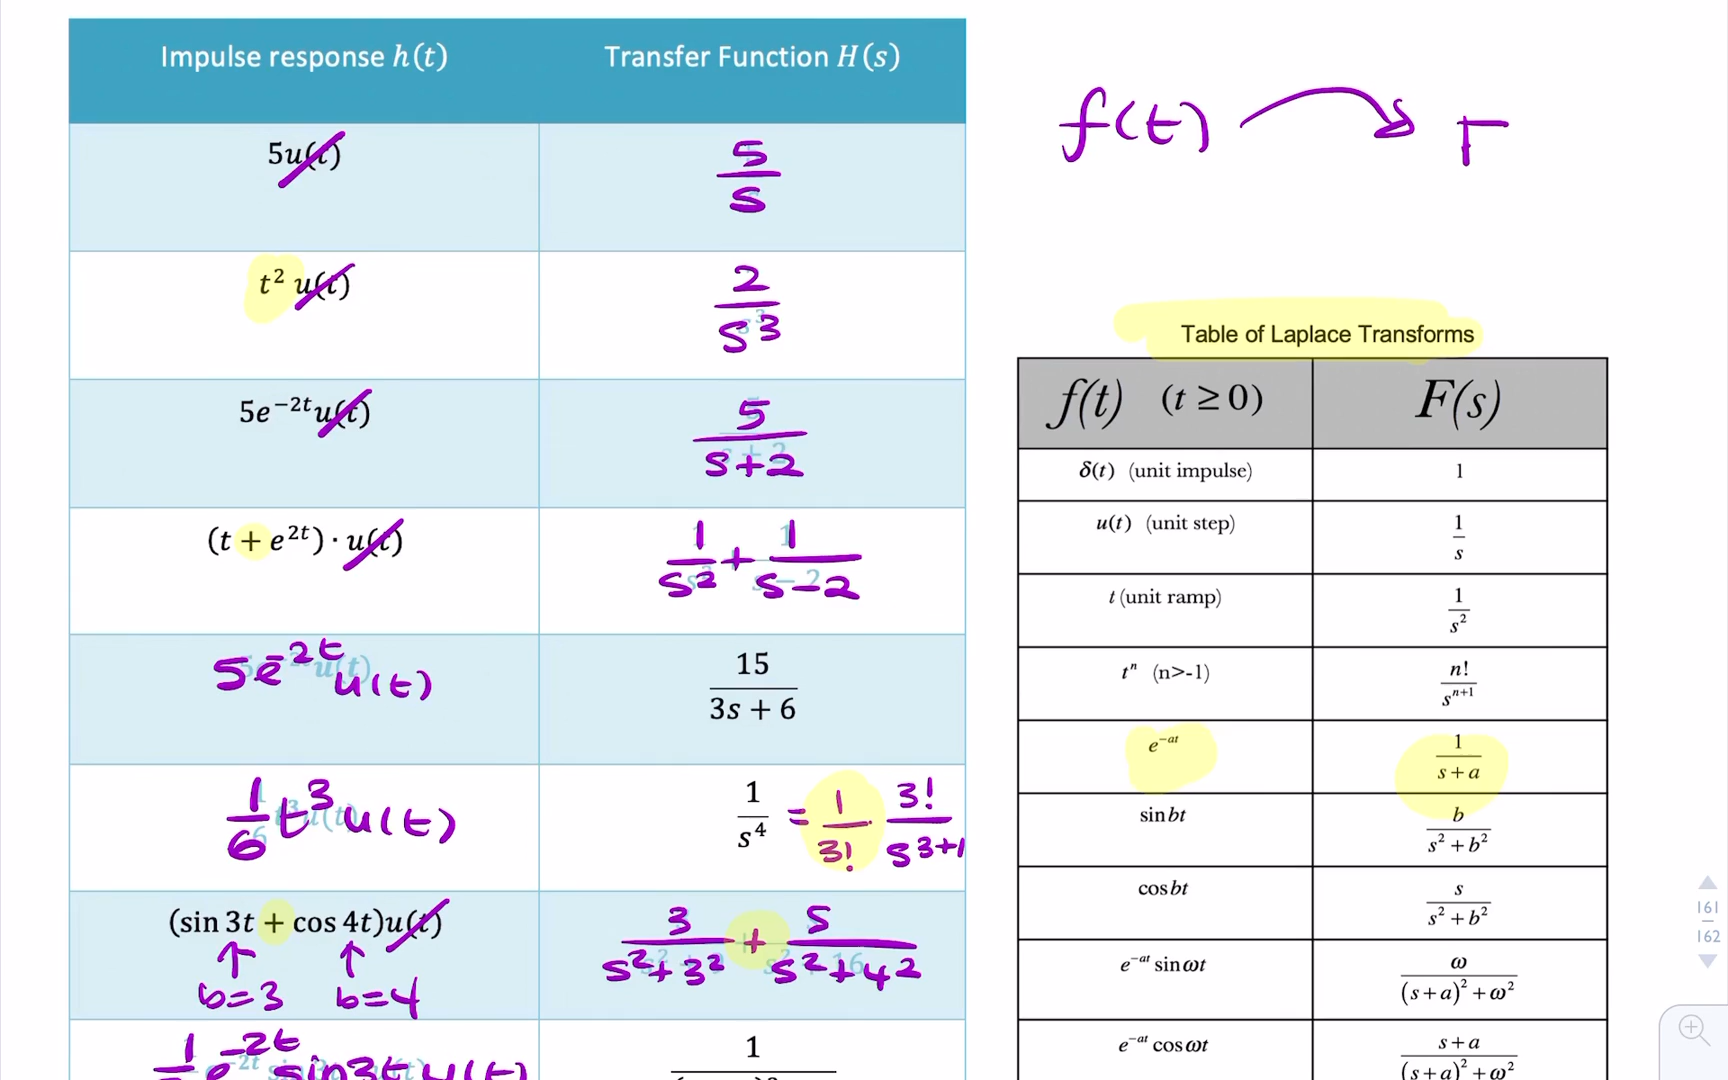 Impulse response h(t) Transfer Function H(s)
5u(t) 5/s
t² u(t) 2/s³
5e⁻²ᵗu(t) 5/(s+2)
(t + e²ᵗ) · u(t) 1/s² + 1/(s−2)
5e⁻²ᵗu(t) 15/(3s + 6)
1/6 t³ u(t) 1/s⁴ = 1/3! · 3!/s³⁺¹
(sin 3t + cos 4t)u(t) 3/(s²+3²) + s/(s²+4²)
↑ ↑
b=3 b=4
e⁻²ᵗ sin3t u(t) 1
f(t)
Table of Laplace Transforms
f(t) (t ≥ 0) F(s)
δ(t) (unit impulse) 1
u(t) (unit step) 1/s
t (unit ramp) 1/s²
tⁿ (n>-1) n!/sⁿ⁺¹
e⁻ᵃᵗ 1/(s+a)
sin bt b/(s²+b²)
cos bt s/(s²+b²)
e⁻ᵃᵗ sin ωt ω/((s+a)²+ω²)
e⁻ᵃᵗ cos ωt (s+a)/((s+a)²+ω²)
161
162